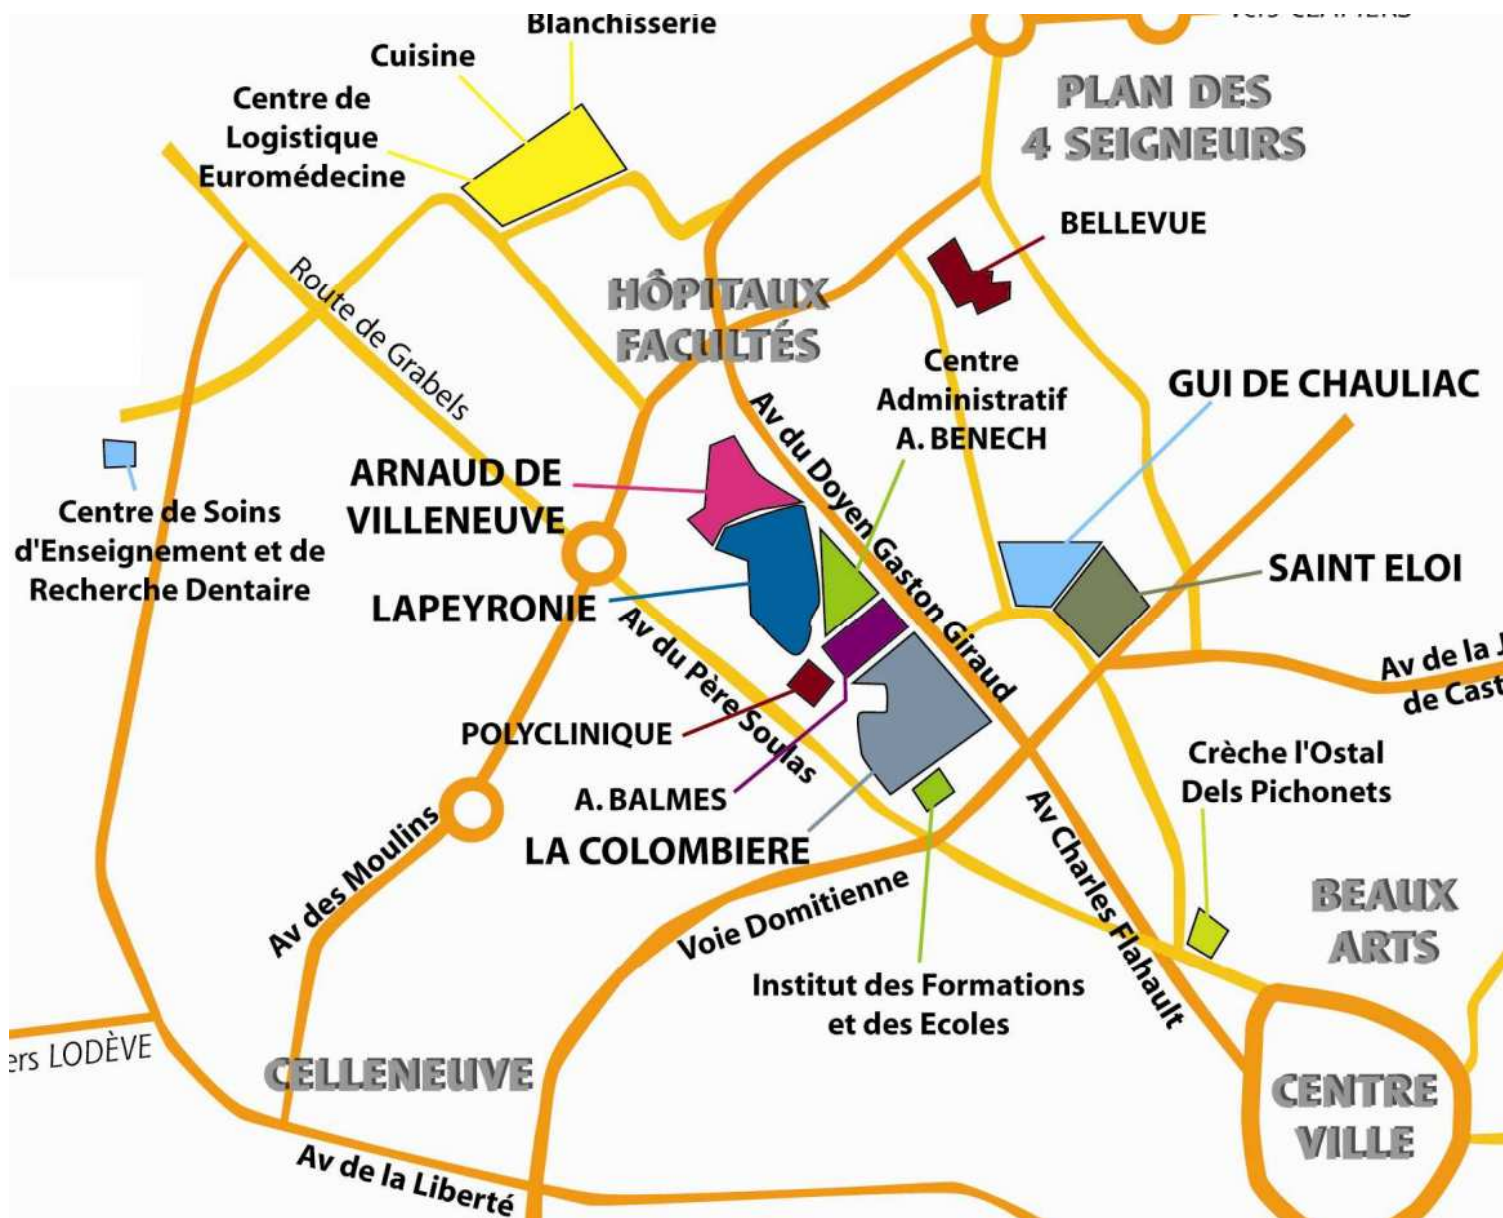 Blanchisserie
Cuisine
Centre de
Logistique
Euromédecine
PLAN DES
4 SEIGNEURS
BELLEVUE
Route de Grabels
HÔPITAUX
FACULTÉS
Centre
Administratif
A. BENECH
GUI DE CHAULIAC
Av du Doyen Gaston Giraud
ARNAUD DE
VILLENEUVE
Centre de Soins
d'Enseignement et de
Recherche Dentaire
SAINT ELOI
LAPEYRONIE
Av du Père Soulas
Av de la
de Cast
POLYCLINIQUE
A. BALMES
LA COLOMBIERE
Crèche l'Ostal
Dels Pichonets
Av Charles Flahault
Av des Moulins
Voie Domitienne
BEAUX
ARTS
Institut des Formations
et des Ecoles
ers LODÈVE
CELLENEUVE
CENTRE
VILLE
Av de la Liberté